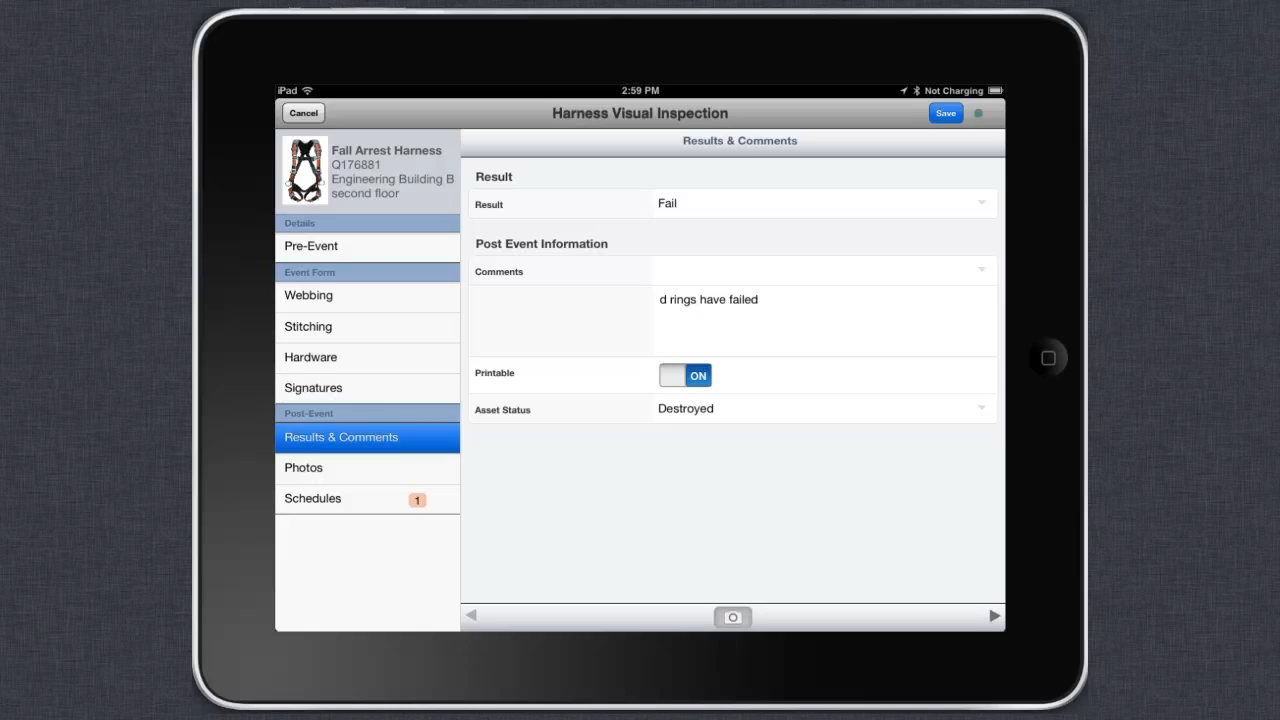 iPad
2:59 PM
Not Charging
Cancel
Harness Visual Inspection
Save
Fall Arrest Harness
Q176881
Engineering Building B
second floor
Details
Pre-Event
Event Form
Webbing
Stitching
Hardware
Signatures
Post-Event
Results & Comments
Photos
Schedules 1
Results & Comments
Result
Result Fail
Post Event Information
Comments
d rings have failed
Printable ON
Asset Status Destroyed